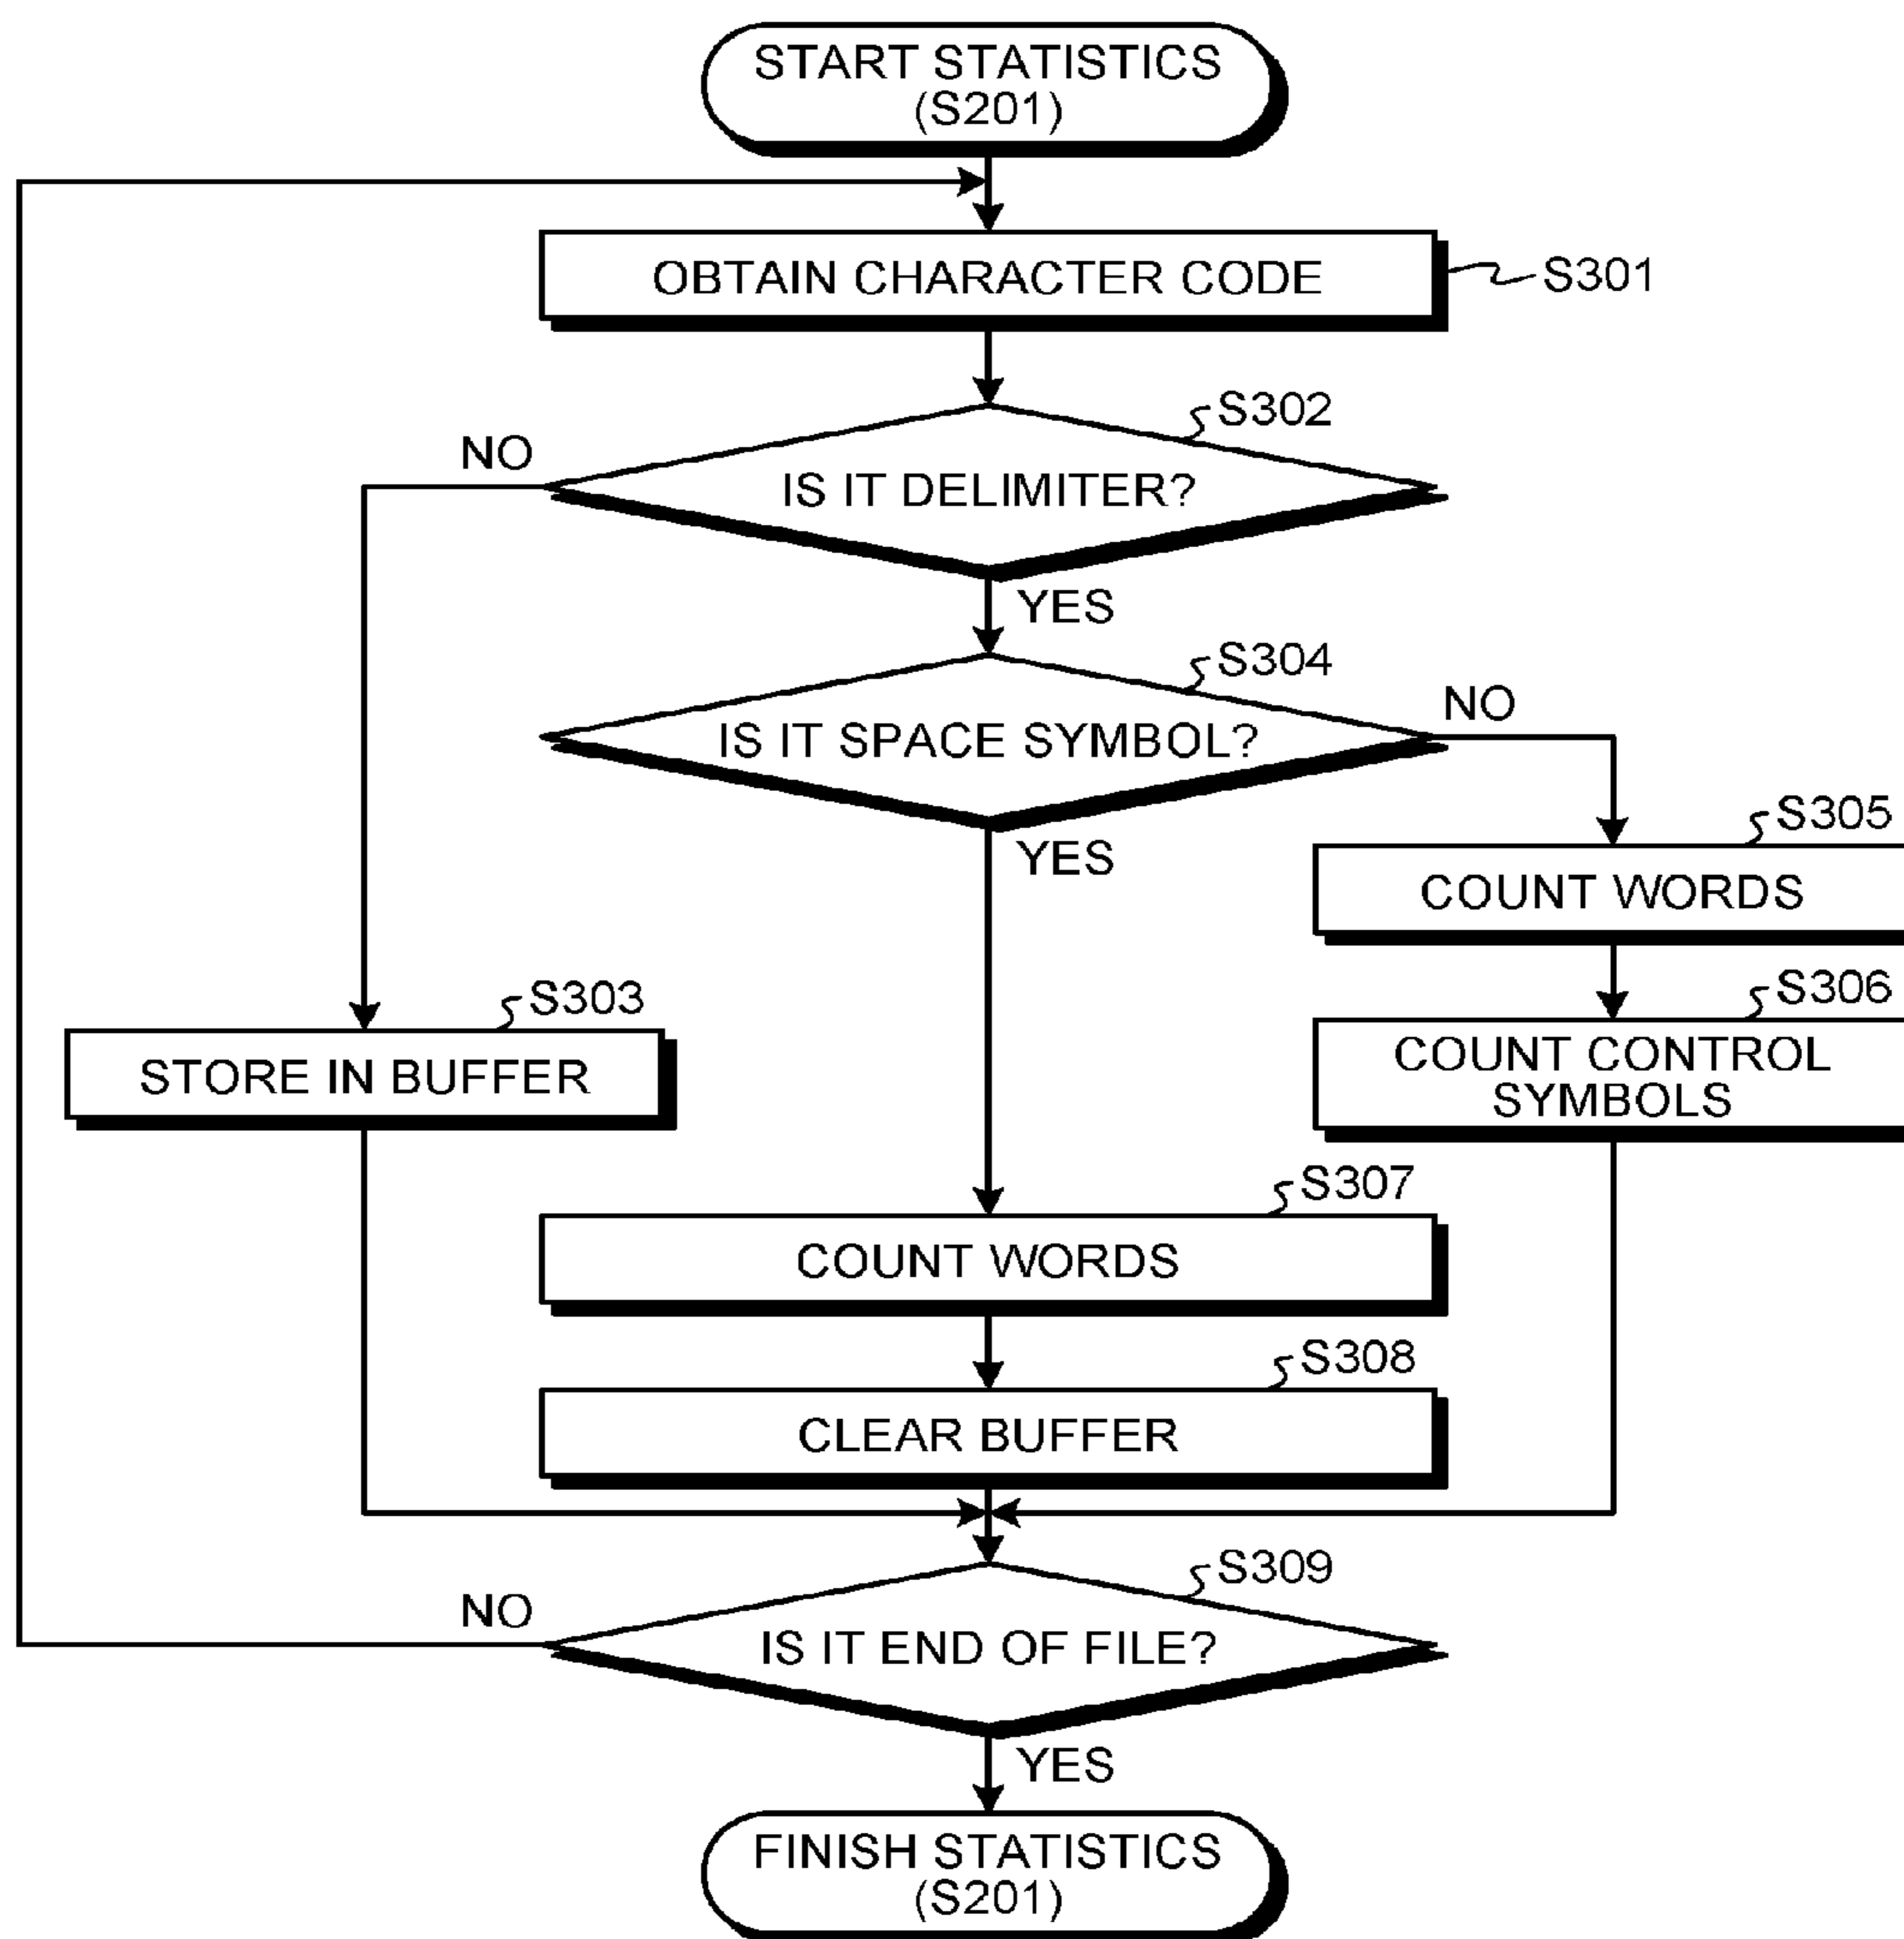 START STATISTICS
(S201)
OBTAIN CHARACTER CODE
S301
S302
NO
IS IT DELIMITER?
YES
S304
NO
IS IT SPACE SYMBOL?
YES
S305
COUNT WORDS
S303
STORE IN BUFFER
S306
COUNT CONTROL
SYMBOLS
S307
COUNT WORDS
S308
CLEAR BUFFER
S309
NO
IS IT END OF FILE?
YES
FINISH STATISTICS
(S201)